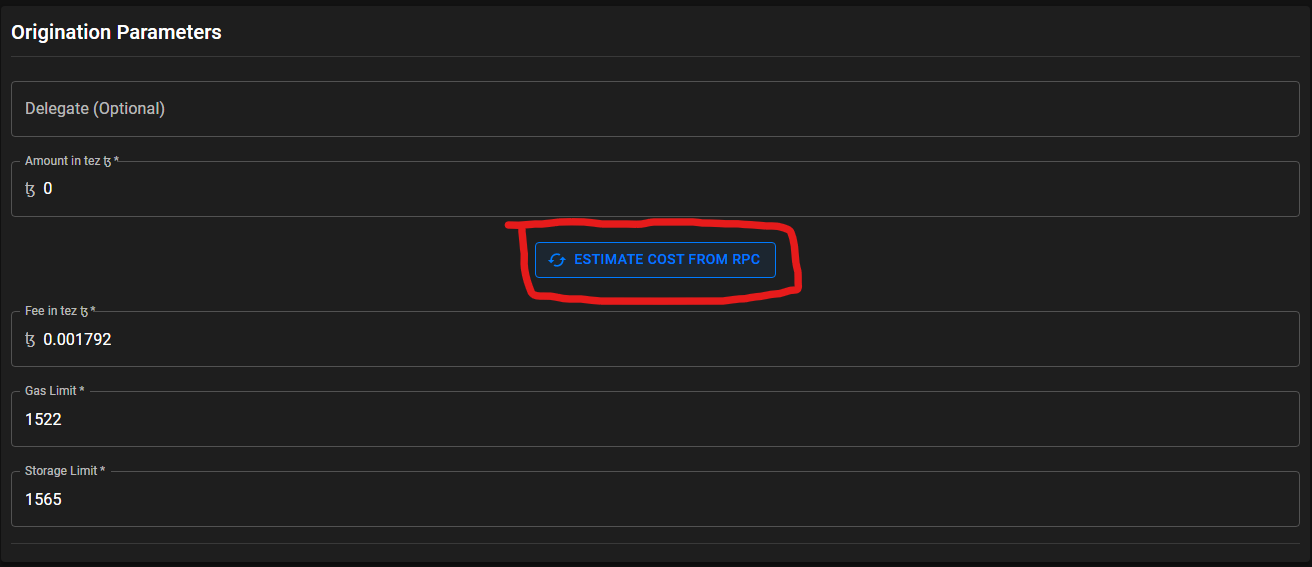 Origination Parameters
Delegate (Optional)
Amount in tez ꜩ *
ꜩ 0
ESTIMATE COST FROM RPC
Fee in tez ꜩ *
ꜩ 0.001792
Gas Limit *
1522
Storage Limit *
1565